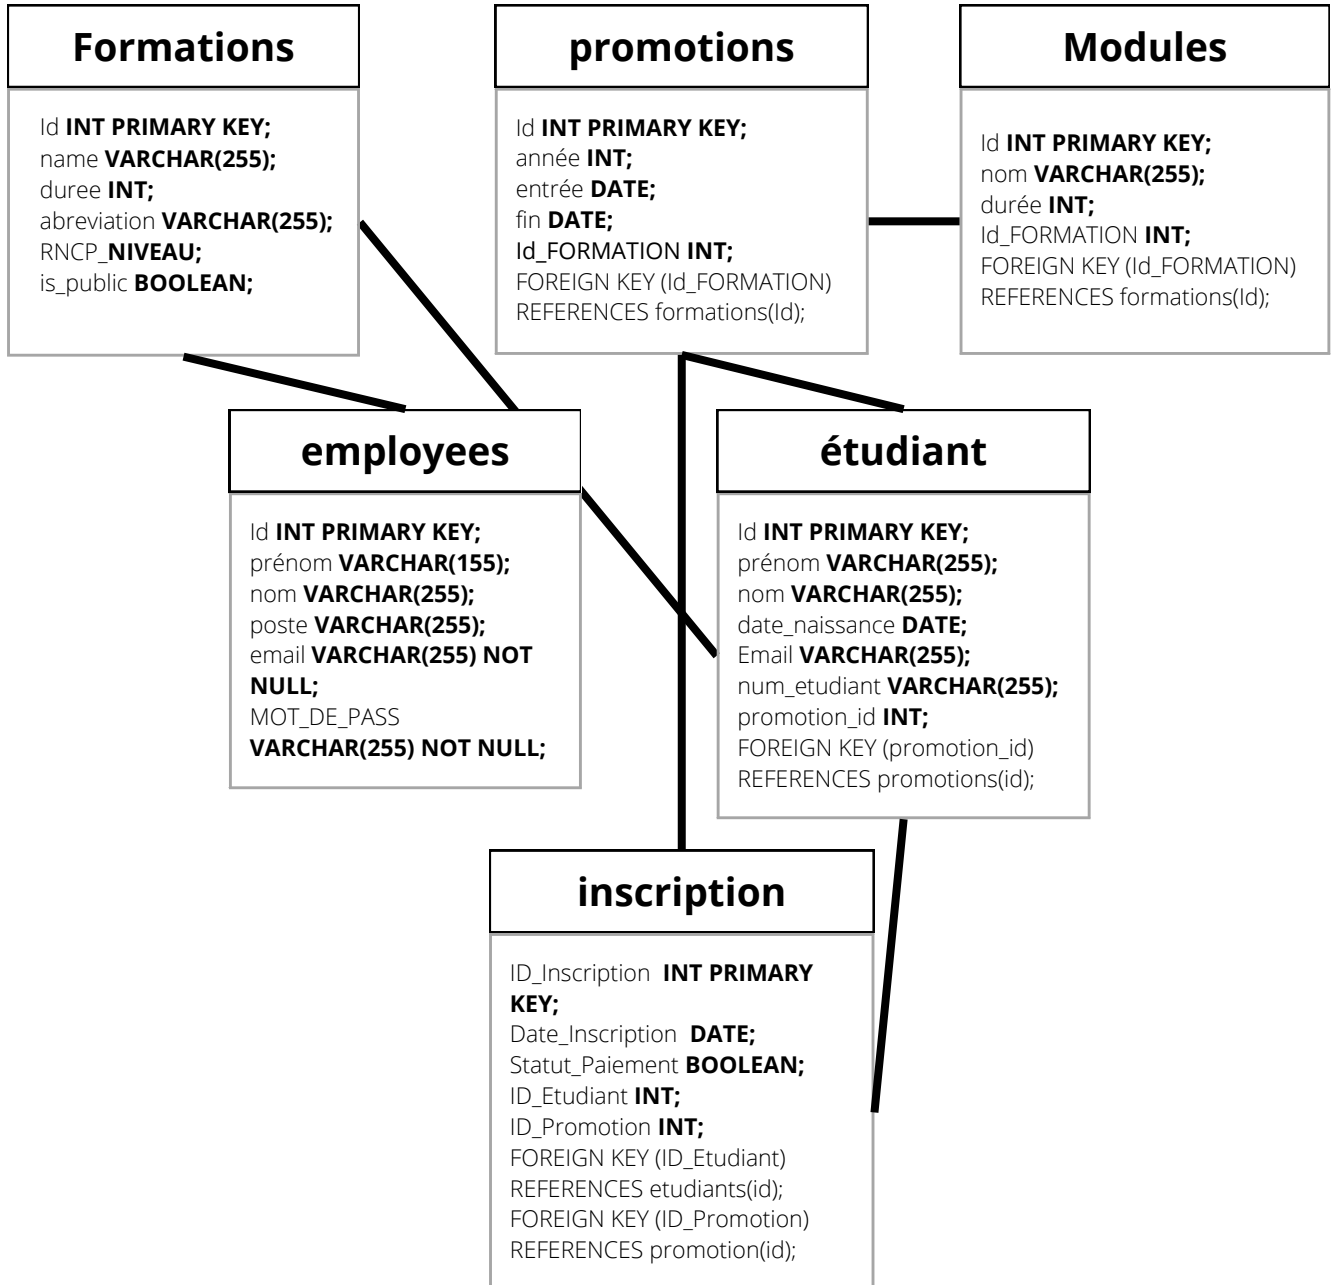 Formations
Id INT PRIMARY KEY;
name VARCHAR(255);
duree INT;
abreviation VARCHAR(255);
RNCP_NIVEAU;
is_public BOOLEAN;
promotions
Id INT PRIMARY KEY;
année INT;
entrée DATE;
fin DATE;
Id_FORMATION INT;
FOREIGN KEY (Id_FORMATION)
REFERENCES formations(Id);
Modules
Id INT PRIMARY KEY;
nom VARCHAR(255);
durée INT;
Id_FORMATION INT;
FOREIGN KEY (Id_FORMATION)
REFERENCES formations(Id);
employees
Id INT PRIMARY KEY;
prénom VARCHAR(155);
nom VARCHAR(255);
poste VARCHAR(255);
email VARCHAR(255) NOT
NULL;
MOT_DE_PASS
VARCHAR(255) NOT NULL;
étudiant
Id INT PRIMARY KEY;
prénom VARCHAR(255);
nom VARCHAR(255);
date_naissance DATE;
Email VARCHAR(255);
num_etudiant VARCHAR(255);
promotion_id INT;
FOREIGN KEY (promotion_id)
REFERENCES promotions(id);
inscription
ID_Inscription INT PRIMARY
KEY;
Date_Inscription DATE;
Statut_Paiement BOOLEAN;
ID_Etudiant INT;
ID_Promotion INT;
FOREIGN KEY (ID_Etudiant)
REFERENCES etudiants(id);
FOREIGN KEY (ID_Promotion)
REFERENCES promotion(id);